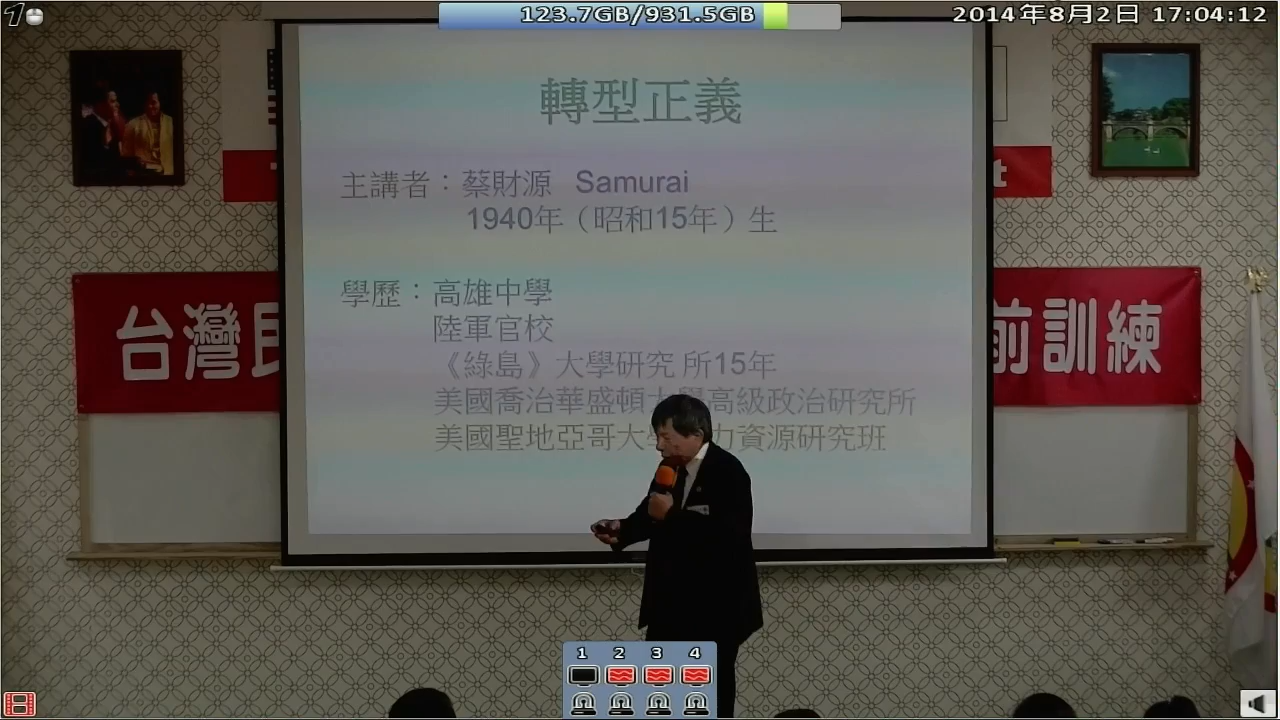 1
123.7GB/931.5GB
2014年8月2日 17:04:12
轉型正義
主講者：蔡財源 Samurai
1940年（昭和15年）生
學歷：高雄中學
陸軍官校
《綠島》大學研究 所15年
美國喬治華盛頓大學高級政治研究所
美國聖地亞哥大 力資源研究班
t
台灣民
前訓練
1 2 3 4